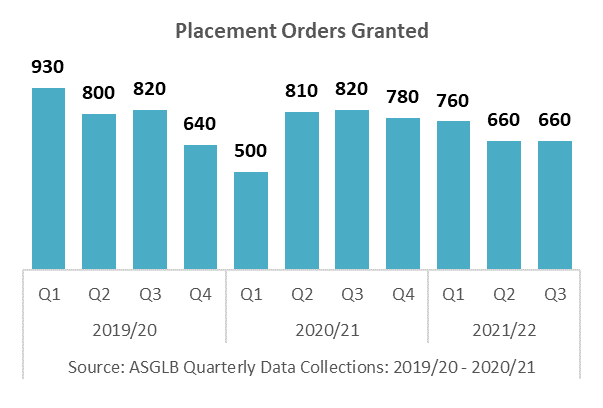 Placement Orders Granted
930
800
820
640
500
810
820
780
760
660
660
Q1 Q2 Q3 Q4 Q1 Q2 Q3 Q4 Q1 Q2 Q3
2019/20 2020/21 2021/22
Source: ASGLB Quarterly Data Collections: 2019/20 - 2020/21